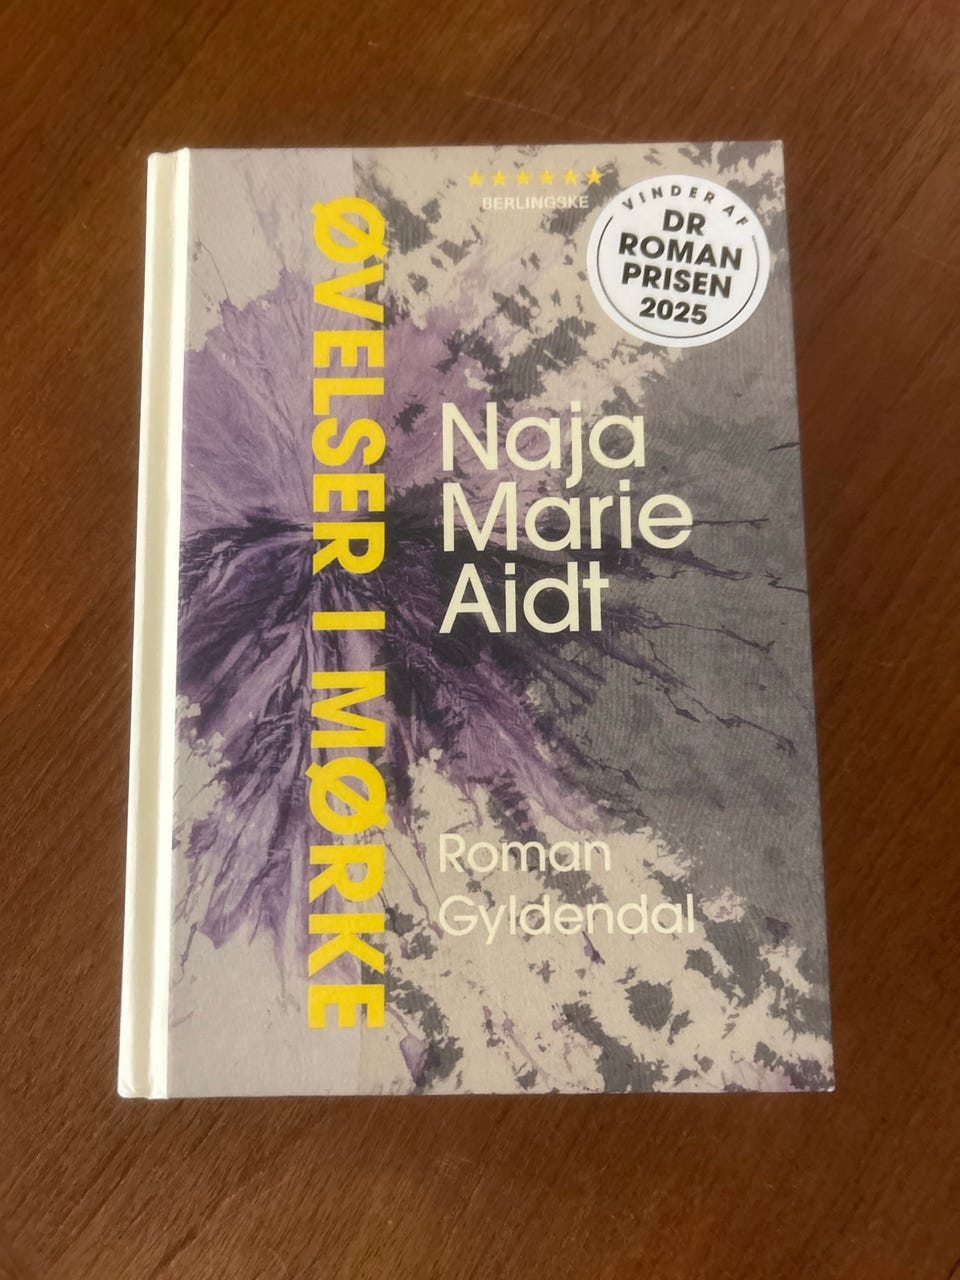 ★★★★★★
BERLINGSKE
VINDER AF
DR
ROMAN
PRISEN
2025
ØVELSER I MØRKE
Naja
Marie
Aidt
Roman
Gyldendal